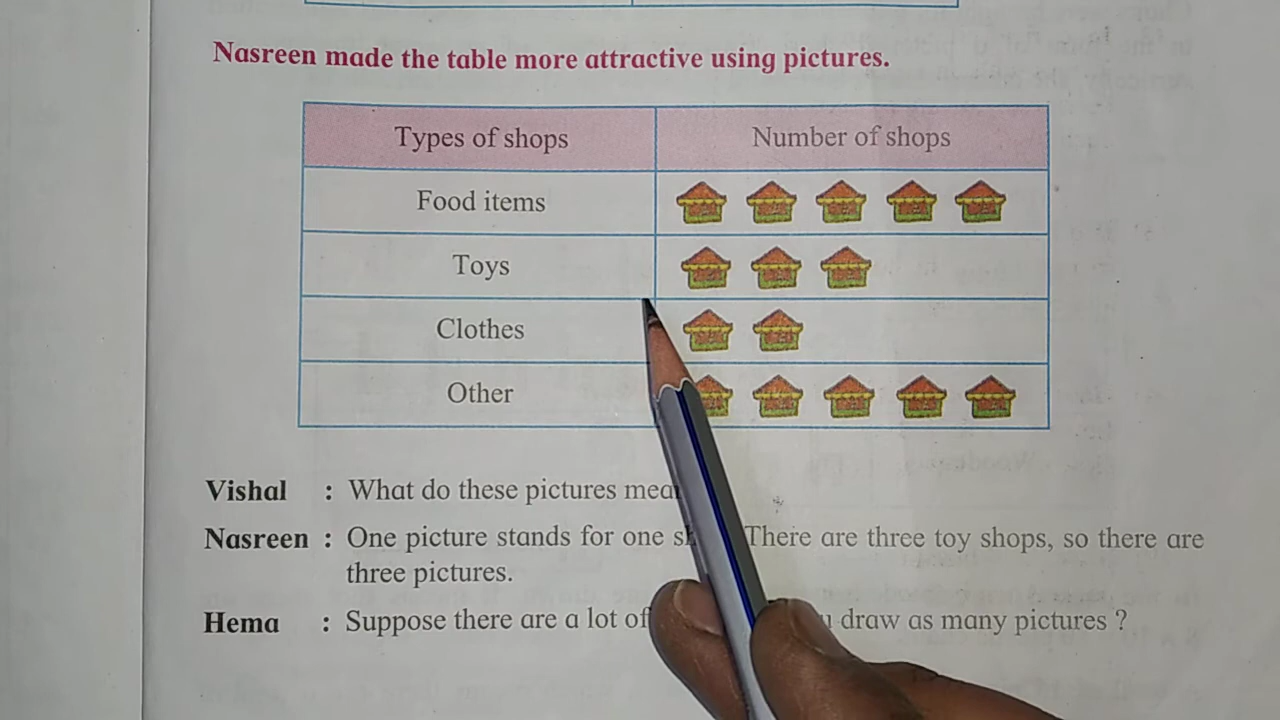 Nasreen made the table more attractive using pictures.
Types of shops Number of shops
Food items
Toys
Clothes
Other
Vishal : What do these pictures mean
Nasreen : One picture stands for one There are three toy shops, so there are
three pictures.
Hema : Suppose there are a lot of draw as many pictures ?